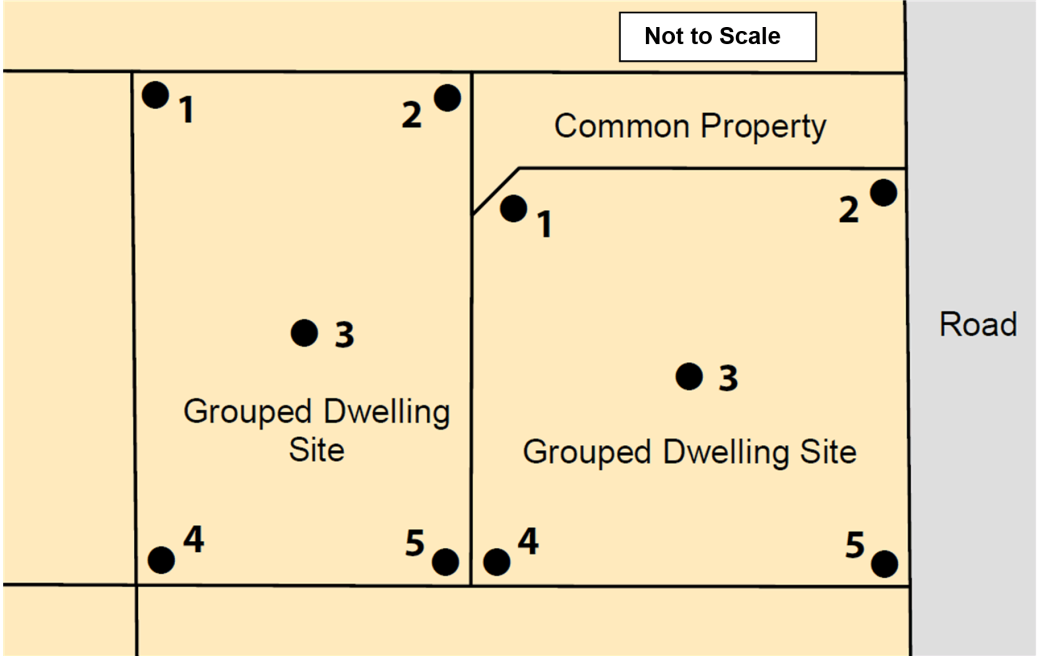 Not to Scale
Common Property
1
2
1
2
Road
3
3
Grouped Dwelling
Site
Grouped Dwelling Site
4
5
4
5